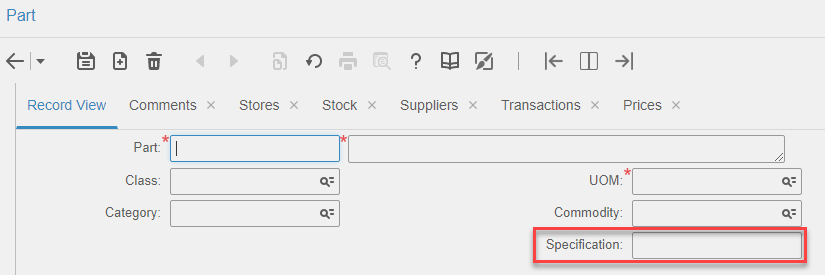 Part
Record View Comments × Stores × Stock × Suppliers × Transactions × Prices ×
Part: * *
Class: UOM: *
Category: Commodity:
Specification: